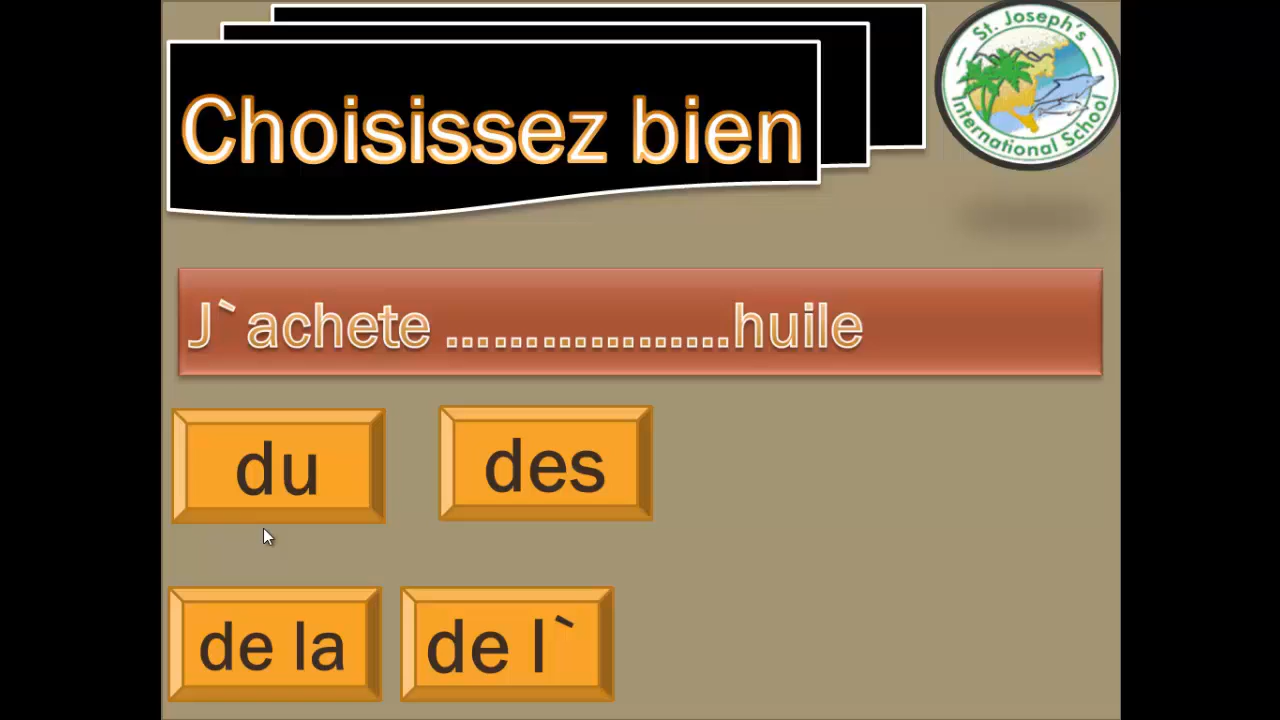 Choisissez bien
St. Joseph's
International School
J`achete ..................huile
du
des
de la
de l`